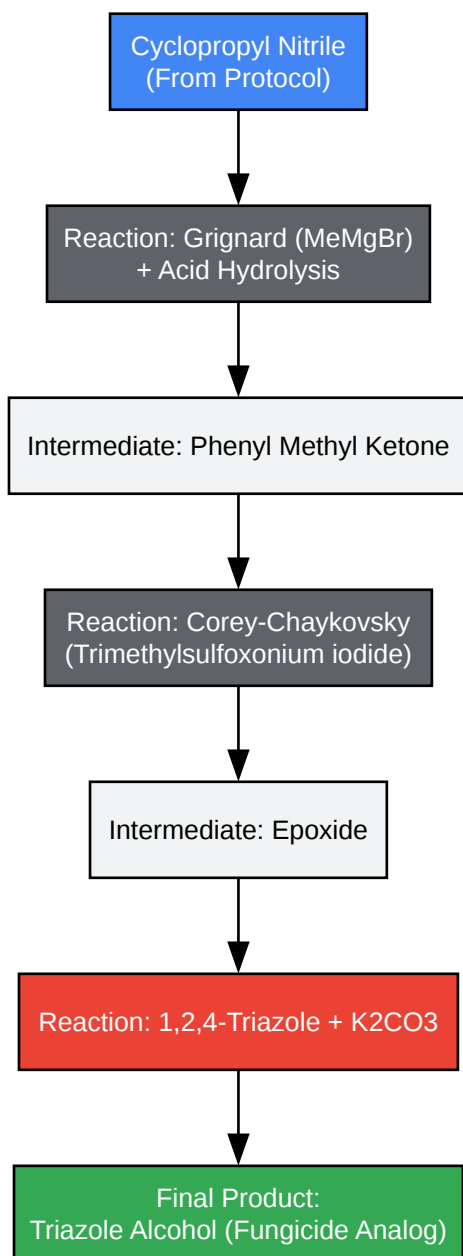 Cyclopropyl Nitrile
(From Protocol)
Reaction: Grignard (MeMgBr)
+ Acid Hydrolysis
Intermediate: Phenyl Methyl Ketone
Reaction: Corey-Chaykovsky
(Trimethylsulfoxonium iodide)
Intermediate: Epoxide
Reaction: 1,2,4-Triazole + K2CO3
Final Product:
Triazole Alcohol (Fungicide Analog)